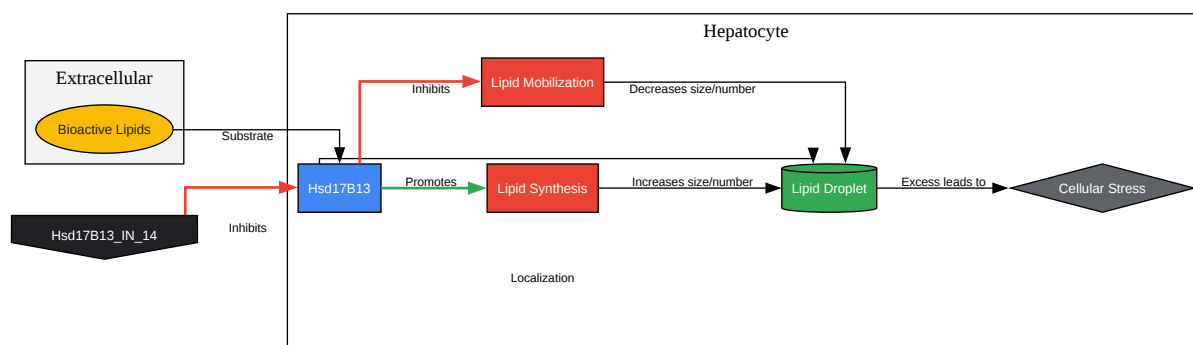 Hepatocyte
Extracellular
Bioactive Lipids
Substrate
Lipid Mobilization
Inhibits
Decreases size/number
Hsd17B13
Promotes
Lipid Synthesis
Increases size/number
Lipid Droplet
Excess leads to
Cellular Stress
Hsd17B13_IN_14
Inhibits
Localization